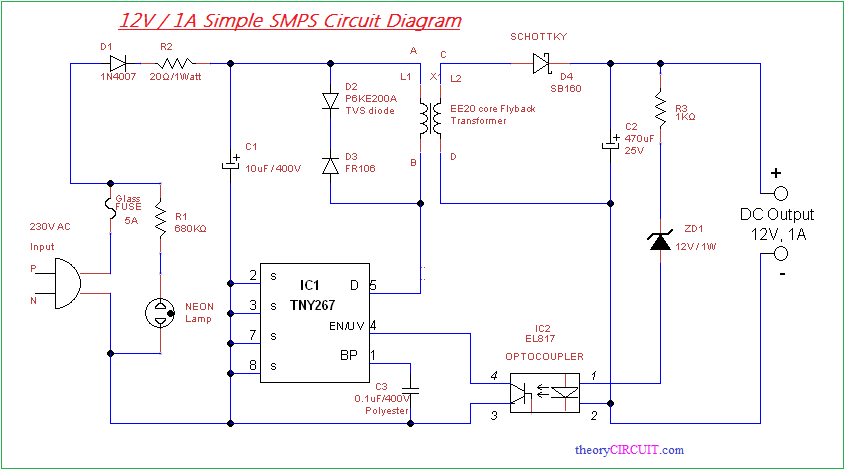 12V / 1A Simple SMPS Circuit Diagram
D1
1N4007
R2
20Ω/1Watt
A
L1
X1
C
L2
SCHOTTKY
D4
SB160
D2
P6KE200A
TVS diode
EE20 core Flyback
Transformer
R3
1KΩ
C2
470uF
25V
C1
10uF/400V
D3
FR106
B
D
+
DC Output
12V, 1A
-
Glass
FUSE
5A
R1
680KΩ
230V AC
Input
P
N
ZD1
12V/1W
NEON
Lamp
IC1
TNY267
2 S
3 S
7 S
8 S
D 5
EN/UV 4
BP 1
C3
0.1uF/400V
Polyester
IC2
EL817
OPTOCOUPLER
4
3
1
2
theoryCIRCUIT.com